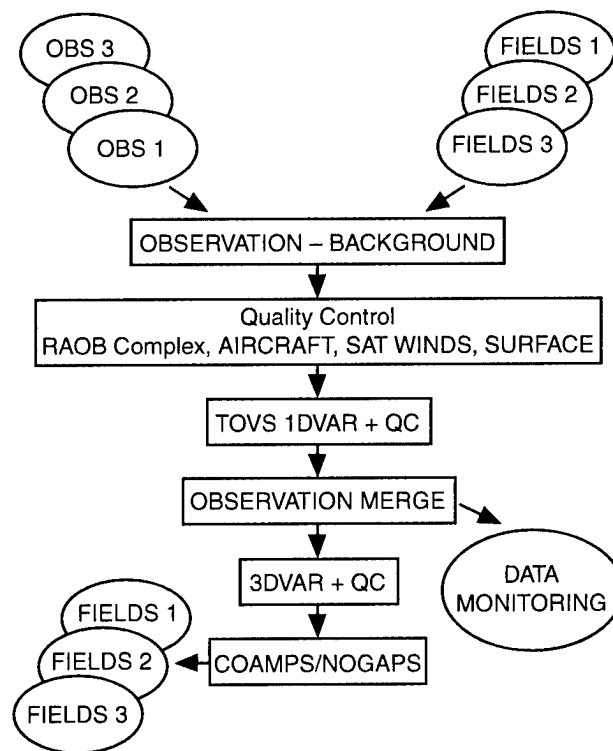 OBS 3
OBS 2
OBS 1
FIELDS 1
FIELDS 2
FIELDS 3
OBSERVATION – BACKGROUND
Quality Control
RAOB Complex, AIRCRAFT, SAT WINDS, SURFACE
TOVS 1DVAR + QC
OBSERVATION MERGE
3DVAR + QC
DATA
MONITORING
COAMPS/NOGAPS
FIELDS 1
FIELDS 2
FIELDS 3